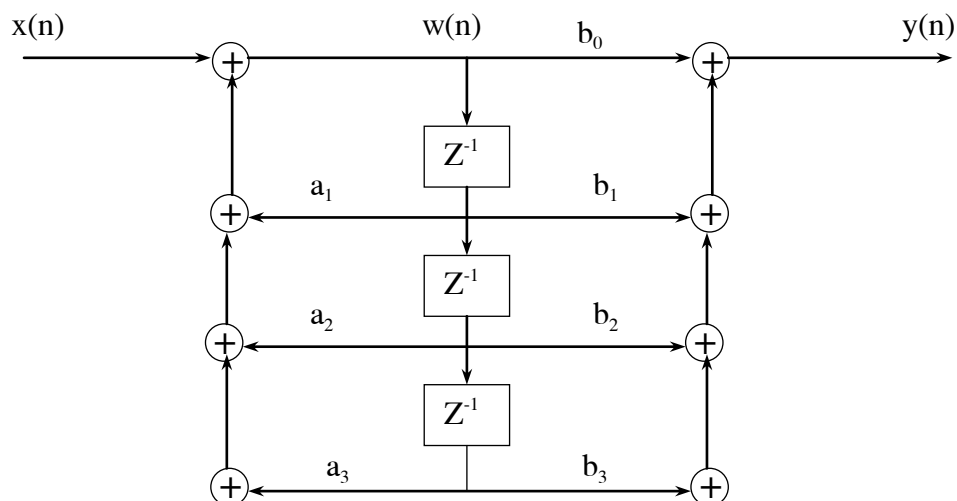 x(n) w(n) b₀ y(n)
+ +
Z⁻¹
a₁ b₁
+ +
Z⁻¹
a₂ b₂
+ +
Z⁻¹
a₃ b₃
+ +